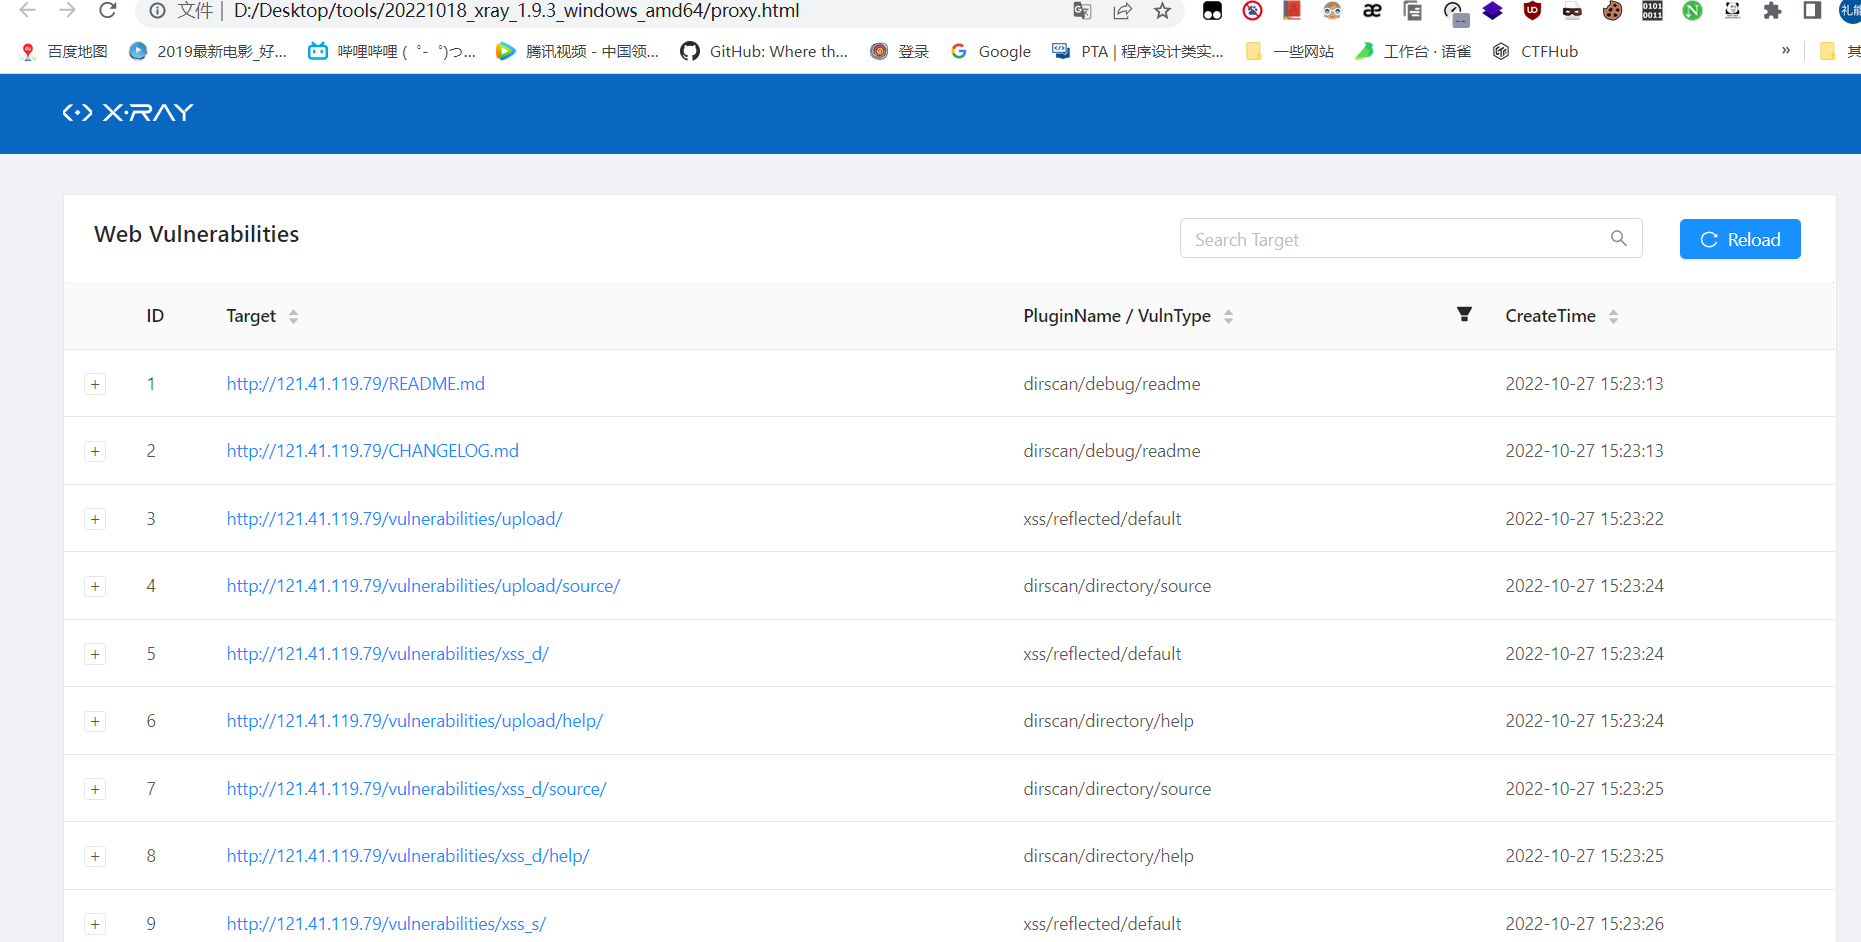 文件 D:/Desktop/tools/20221018_xray_1.9.3_windows_amd64/proxy.html
百度地图 2019最新电影_好... 哔哩哔哩 ( ゜- ゜)つ... 腾讯视频 - 中国领... GitHub: Where th... 登录 Google PTA | 程序设计类实... 一些网站 工作台 · 语雀 CTFHub » 其
X·RAY
Web Vulnerabilities Search Target Reload
ID Target PluginName / VulnType CreateTime
+ 1 http://121.41.119.79/README.md dirscan/debug/readme 2022-10-27 15:23:13
+ 2 http://121.41.119.79/CHANGELOG.md dirscan/debug/readme 2022-10-27 15:23:13
+ 3 http://121.41.119.79/vulnerabilities/upload/ xss/reflected/default 2022-10-27 15:23:22
+ 4 http://121.41.119.79/vulnerabilities/upload/source/ dirscan/directory/source 2022-10-27 15:23:24
+ 5 http://121.41.119.79/vulnerabilities/xss_d/ xss/reflected/default 2022-10-27 15:23:24
+ 6 http://121.41.119.79/vulnerabilities/upload/help/ dirscan/directory/help 2022-10-27 15:23:24
+ 7 http://121.41.119.79/vulnerabilities/xss_d/source/ dirscan/directory/source 2022-10-27 15:23:25
+ 8 http://121.41.119.79/vulnerabilities/xss_d/help/ dirscan/directory/help 2022-10-27 15:23:25
+ 9 http://121.41.119.79/vulnerabilities/xss_s/ xss/reflected/default 2022-10-27 15:23:26